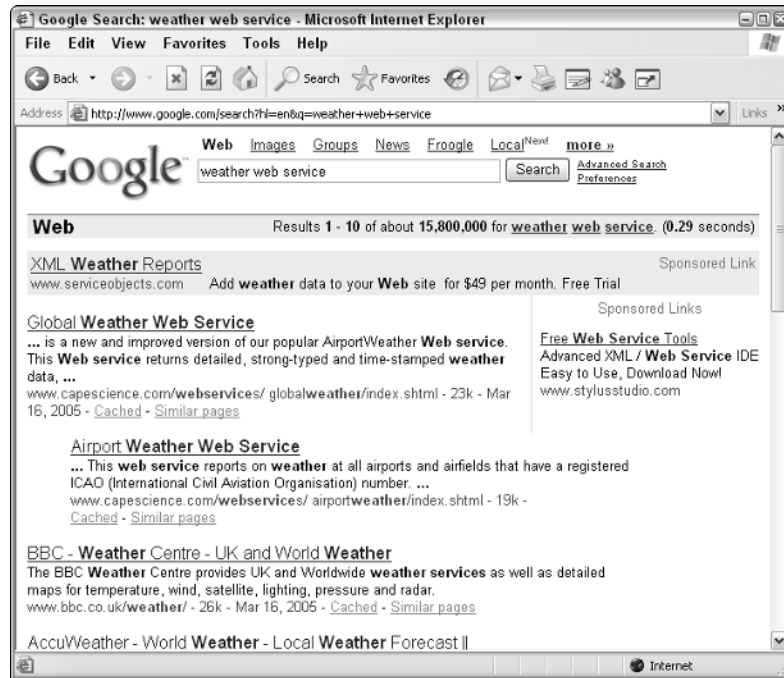 Google Search: weather web service - Microsoft Internet Explorer
File Edit View Favorites Tools Help
Back Search Favorites
Address http://www.google.com/search?hl=en&q=weather+web+service Links »
Google™
Web Images Groups News Froogle Local New! more »
weather web service Search Advanced Search
Preferences
Web Results 1 - 10 of about 15,800,000 for weather web service. (0.29 seconds)
XML Weather Reports Sponsored Link
www.serviceobjects.com Add weather data to your Web site for $49 per month. Free Trial
Sponsored Links
Free Web Service Tools
Advanced XML / Web Service IDE
Easy to Use, Download Now!
www.stylusstudio.com
Global Weather Web Service
... is a new and improved version of our popular AirportWeather Web service.
This Web service returns detailed, strong-typed and time-stamped weather
data, ...
www.capescience.com/webservices/ globalweather/index.shtml - 23k - Mar
16, 2005 - Cached - Similar pages
Airport Weather Web Service
... This web service reports on weather at all airports and airfields that have a registered
ICAO (International Civil Aviation Organisation) number. ...
www.capescience.com/webservices/ airportweather/index.shtml - 19k -
Cached - Similar pages
BBC - Weather Centre - UK and World Weather
The BBC Weather Centre provides UK and Worldwide weather services as well as detailed
maps for temperature, wind, satellite, lighting, pressure and radar.
www.bbc.co.uk/weather/ - 26k - Mar 16, 2005 - Cached - Similar pages
AccuWeather - World Weather - Local Weather Forecast ||
Internet